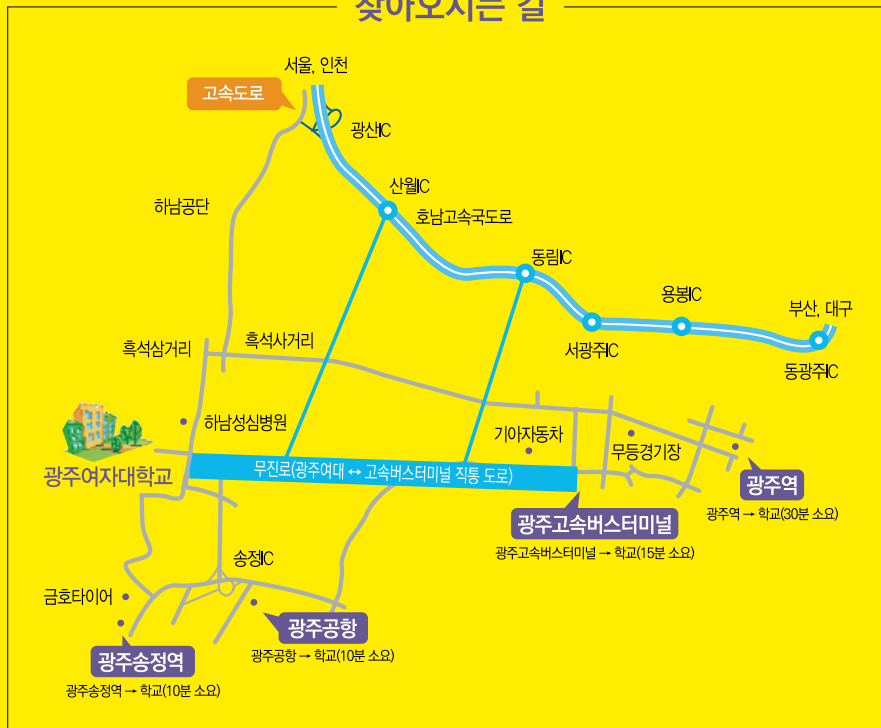 찾아오시는 길
서울, 인천
고속도로
광산IC
산월IC
하남공단
호남고속국도로
동림IC
용봉IC
부산, 대구
흑석삼거리
흑석사거리
서광주IC
동광주IC
하남성심병원
기아자동차
무등경기장
광주여자대학교
무진로(광주여대 ↔ 고속버스터미널 직통 도로)
광주역
광주역 → 학교(30분 소요)
광주고속버스터미널
광주고속버스터미널 → 학교(15분 소요)
송정IC
금호타이어
광주공항
광주공항 → 학교(10분 소요)
광주송정역
광주송정역 → 학교(10분 소요)